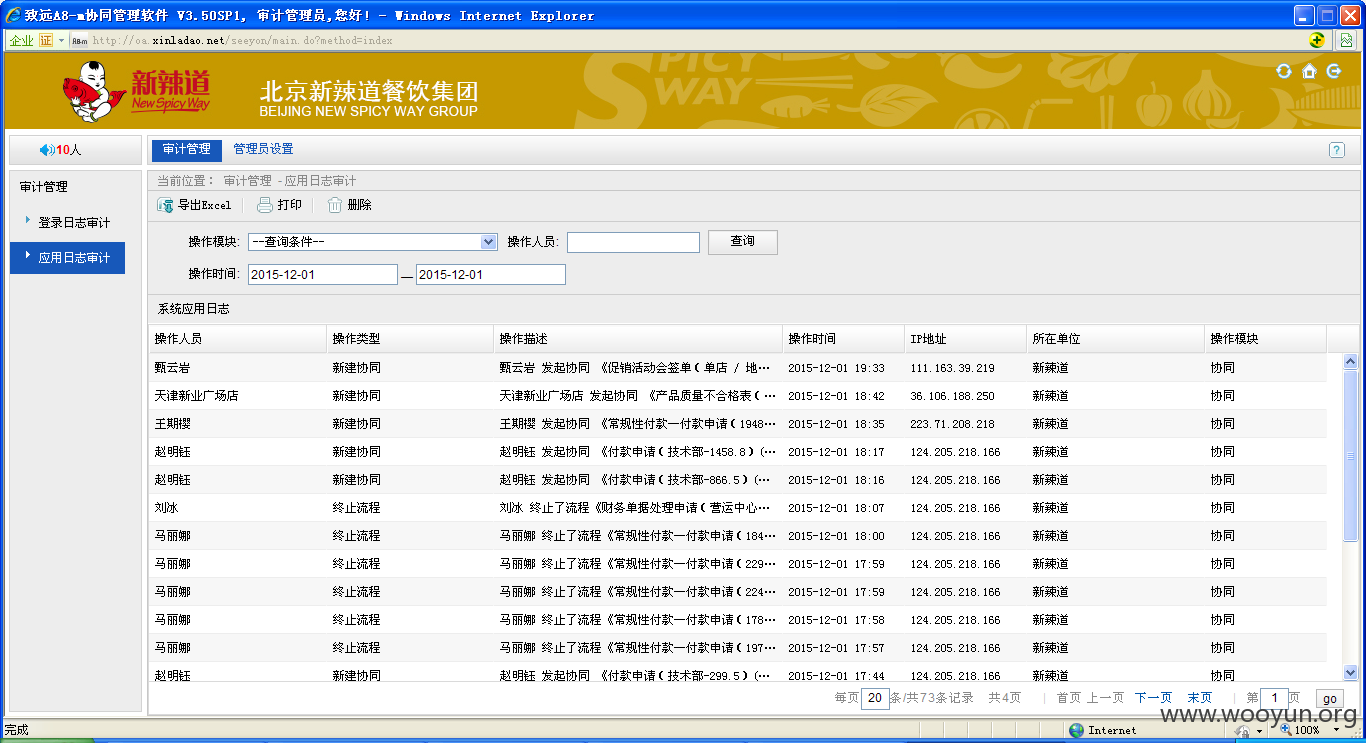 致远A8-m协同管理软件 V3.50SP1, 审计管理员,您好! - Windows Internet Explorer
企业 证 http://oa.xinladao.net/seeyon/main.do?method=index
新辣道 New Spicy Way
北京新辣道餐饮集团
BEIJING NEW SPICY WAY GROUP
SPICY WAY
10人
审计管理 管理员设置 ?
审计管理
登录日志审计
应用日志审计
当前位置: 审计管理 - 应用日志审计
导出Excel 打印 删除
操作模块: --查询条件-- 操作人员: 查询
操作时间: 2015-12-01 — 2015-12-01
系统应用日志
操作人员 操作类型 操作描述 操作时间 IP地址 所在单位 操作模块
甄云岩 新建协同 甄云岩 发起协同 《促销活动会签单(单店 / 地… 2015-12-01 19:33 111.163.39.219 新辣道 协同
天津新业广场店 新建协同 天津新业广场店 发起协同 《产品质量不合格表(… 2015-12-01 18:42 36.106.188.250 新辣道 协同
王期樱 新建协同 王期樱 发起协同 《常规性付款—付款申请(1948… 2015-12-01 18:35 223.71.208.218 新辣道 协同
赵明钰 新建协同 赵明钰 发起协同 《付款申请(技术部-1458.8)(… 2015-12-01 18:17 124.205.218.166 新辣道 协同
赵明钰 新建协同 赵明钰 发起协同 《付款申请(技术部-866.5)(… 2015-12-01 18:16 124.205.218.166 新辣道 协同
刘冰 终止流程 刘冰 终止了流程《财务单据处理申请(营运中心… 2015-12-01 18:07 124.205.218.166 新辣道 协同
马丽娜 终止流程 马丽娜 终止了流程《常规性付款—付款申请(184… 2015-12-01 18:00 124.205.218.166 新辣道 协同
马丽娜 终止流程 马丽娜 终止了流程《常规性付款—付款申请(229… 2015-12-01 17:59 124.205.218.166 新辣道 协同
马丽娜 终止流程 马丽娜 终止了流程《常规性付款—付款申请(224… 2015-12-01 17:59 124.205.218.166 新辣道 协同
马丽娜 终止流程 马丽娜 终止了流程《常规性付款—付款申请(178… 2015-12-01 17:58 124.205.218.166 新辣道 协同
马丽娜 终止流程 马丽娜 终止了流程《常规性付款—付款申请(197… 2015-12-01 17:57 124.205.218.166 新辣道 协同
赵明钰 新建协同 赵明钰 发起协同 《付款申请(技术部-299.5)(… 2015-12-01 17:44 124.205.218.166 新辣道 协同
每页 20 条/共73条记录 共4页 首页 上一页 下一页 末页 第 1 页 go
www.wooyun.org
完成 Internet 100%